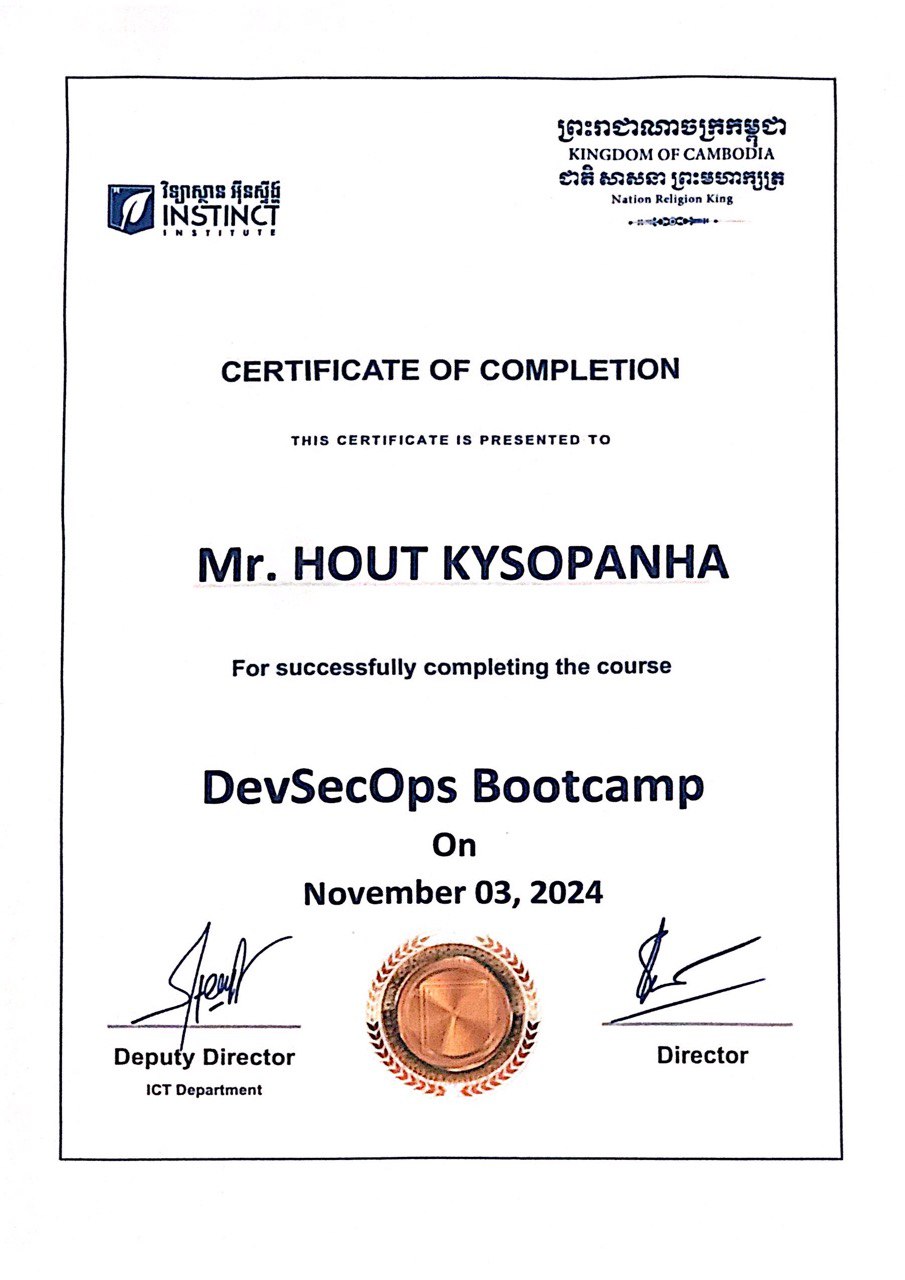 វិទ្យាស្ថាន អ៊ីនស្ទីង
INSTINCT
INSTITUTE
ព្រះរាជាណាចក្រកម្ពុជា
KINGDOM OF CAMBODIA
ជាតិ សាសនា ព្រះមហាក្សត្រ
Nation Religion King
CERTIFICATE OF COMPLETION
THIS CERTIFICATE IS PRESENTED TO
Mr. HOUT KYSOPANHA
For successfully completing the course
DevSecOps Bootcamp
On
November 03, 2024
Deputy Director
ICT Department
Director